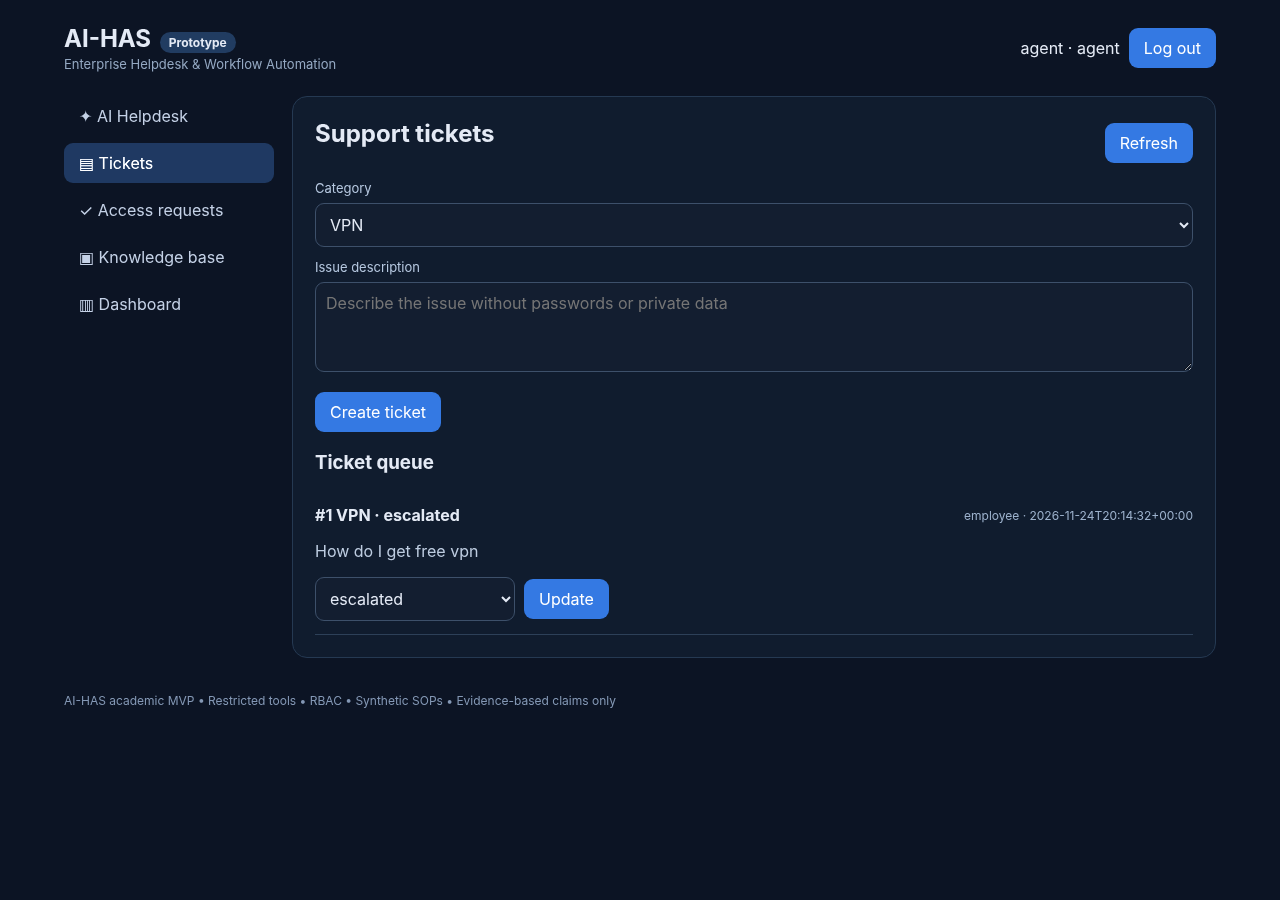 AI-HAS Prototype
Enterprise Helpdesk & Workflow Automation
agent · agent Log out
✦ AI Helpdesk
▤ Tickets
✓ Access requests
▣ Knowledge base
▥ Dashboard
Support tickets
Refresh
Category
VPN
Issue description
Describe the issue without passwords or private data
Create ticket
Ticket queue
#1 VPN · escalated
employee · 2026-11-24T20:14:32+00:00
How do I get free vpn
escalated Update
AI-HAS academic MVP • Restricted tools • RBAC • Synthetic SOPs • Evidence-based claims only